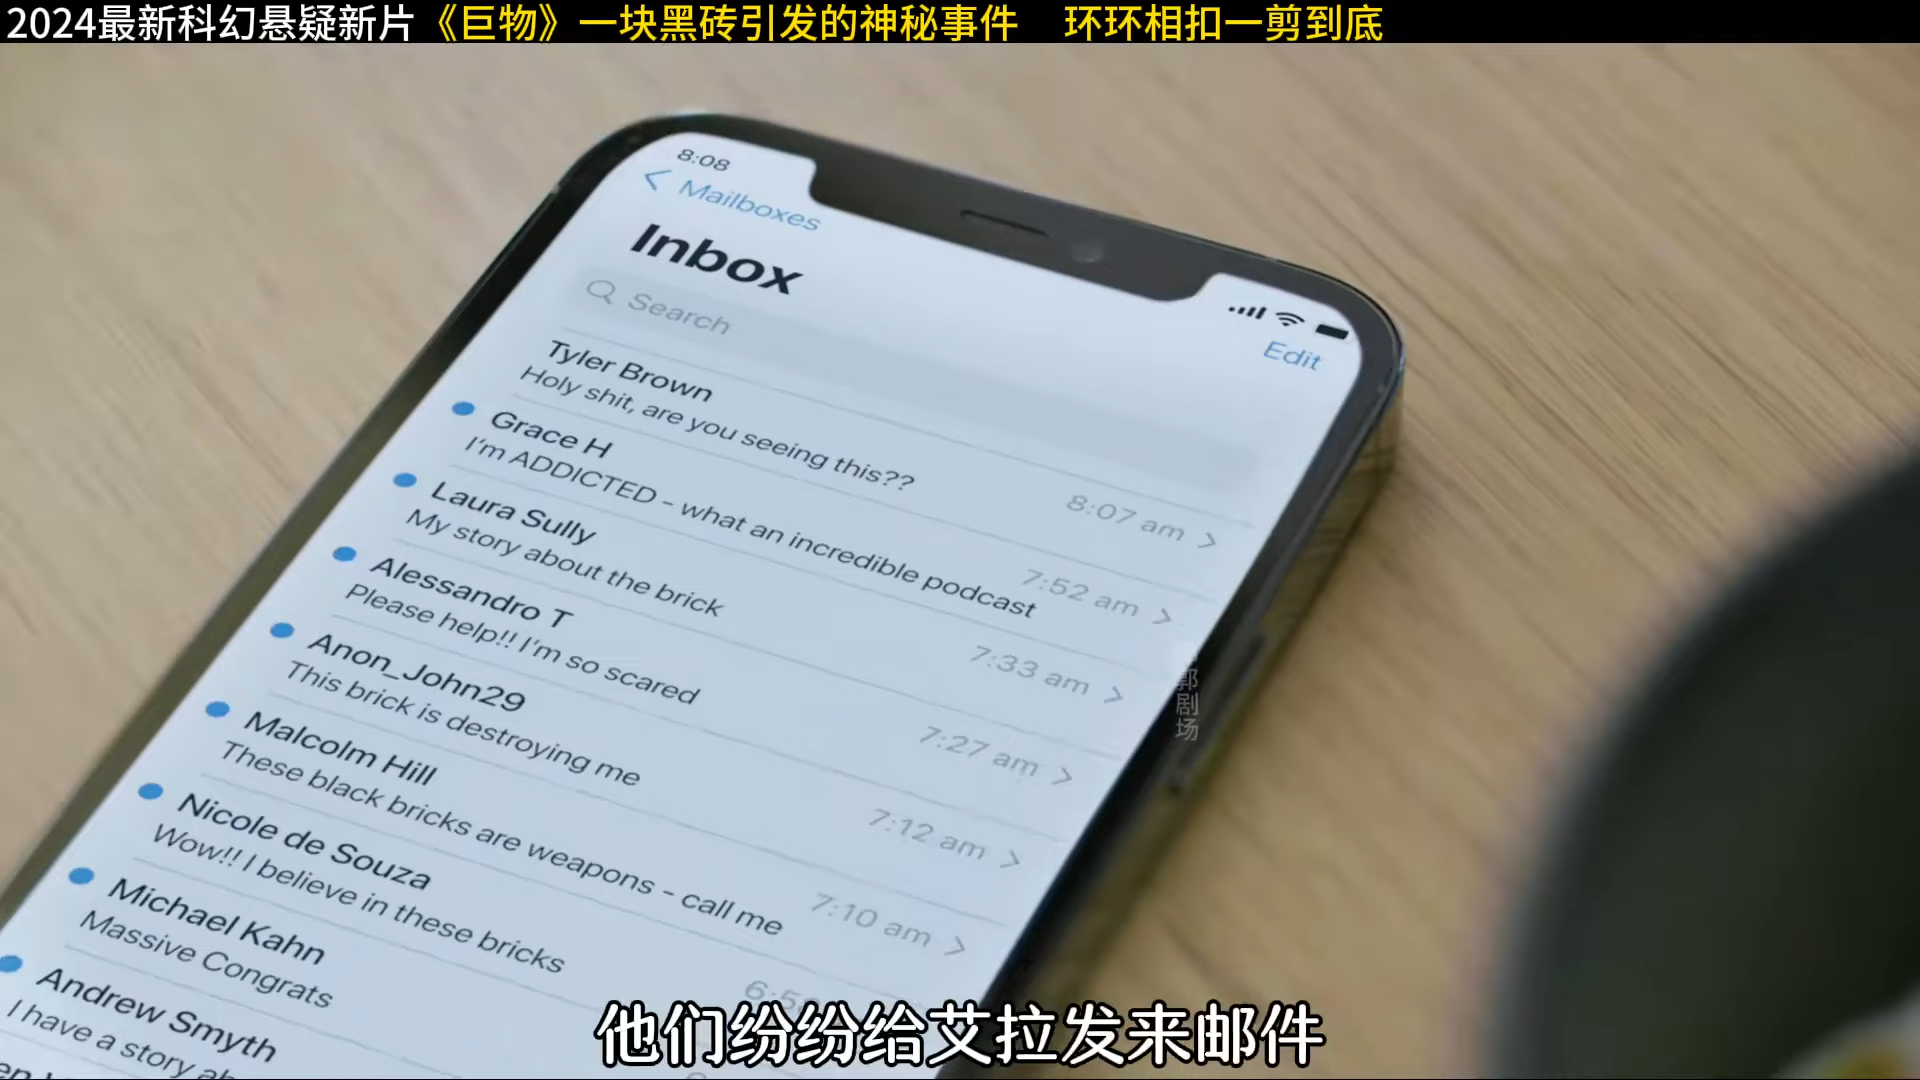 2024最新科幻悬疑新片《巨物》一块黑砖引发的神秘事件 环环相扣一剪到底
8:08
Mailboxes
Inbox
Edit
Search
Tyler Brown
8:07 am
Holy shit, are you seeing this??
Grace H
7:52 am
I'm ADDICTED - what an incredible podcast
Laura Sully
7:33 am
My story about the brick
Alessandro T
7:27 am
Please help!! I'm so scared
Anon_John29
7:12 am
This brick is destroying me
Malcolm Hill
7:10 am
These black bricks are weapons - call me
Nicole de Souza
Wow!! I believe in these bricks
Michael Kahn
Massive Congrats
Andrew Smyth
I have a story
郭剧场
他们纷纷给艾拉发来邮件